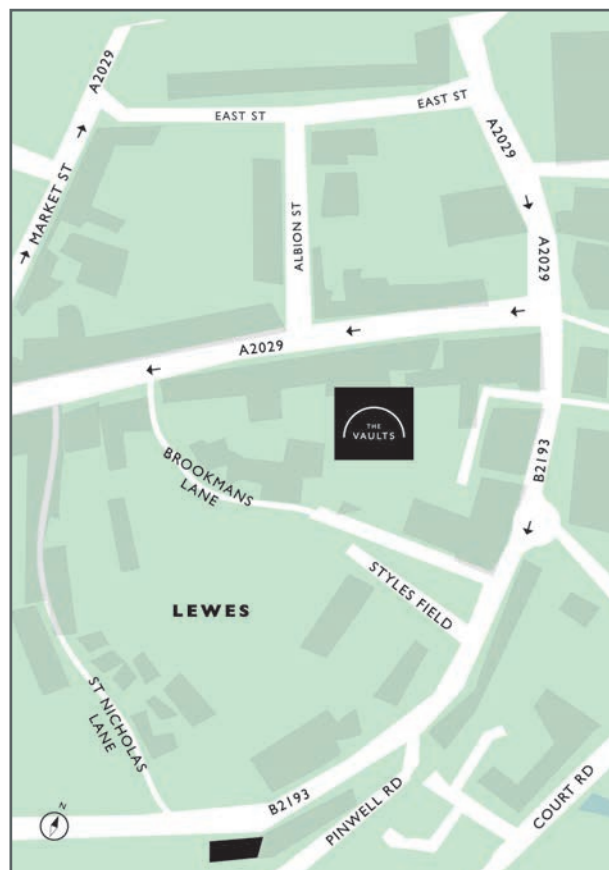 A2029
MARKET ST
EAST ST
EAST ST
A2029
ALBION ST
A2029
A2029
THE
VAULTS
BROOKMANS
LANE
B2193
STYLES FIELD
LEWES
ST NICHOLAS
LANE
B2193
PINWELL RD
COURT RD
N